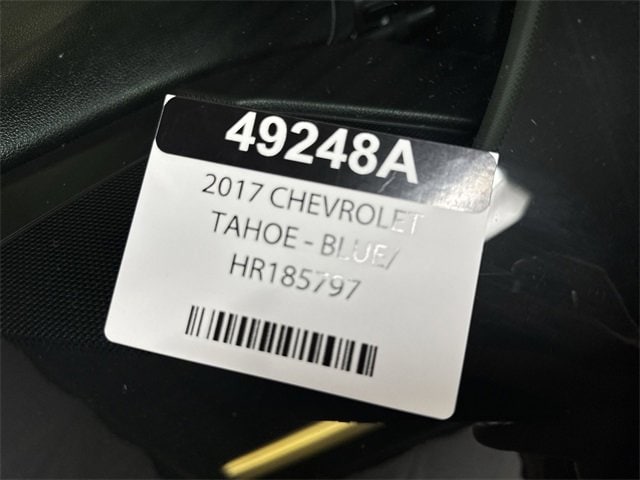 49248A
2017 CHEVROLET
TAHOE - BLUE/
HR185797